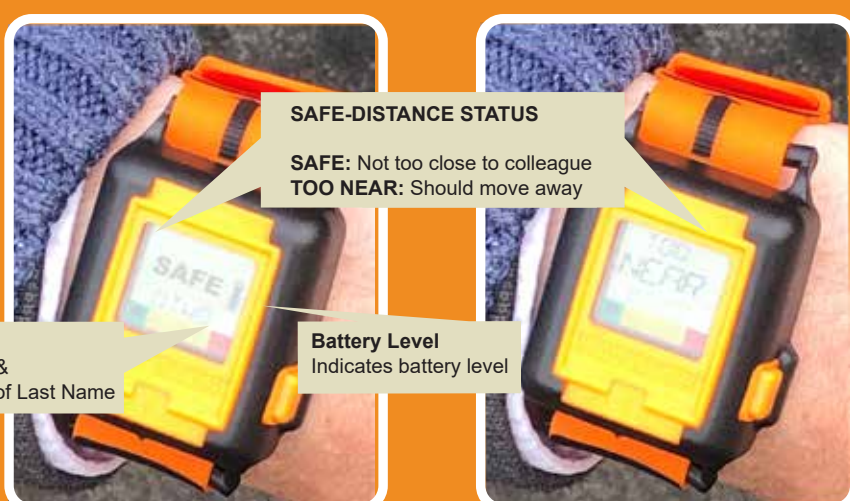 SAFE-DISTANCE STATUS
SAFE: Not too close to colleague
TOO NEAR: Should move away
SAFE
TOO
NEAR
Battery Level
Indicates battery level
&
of Last Name